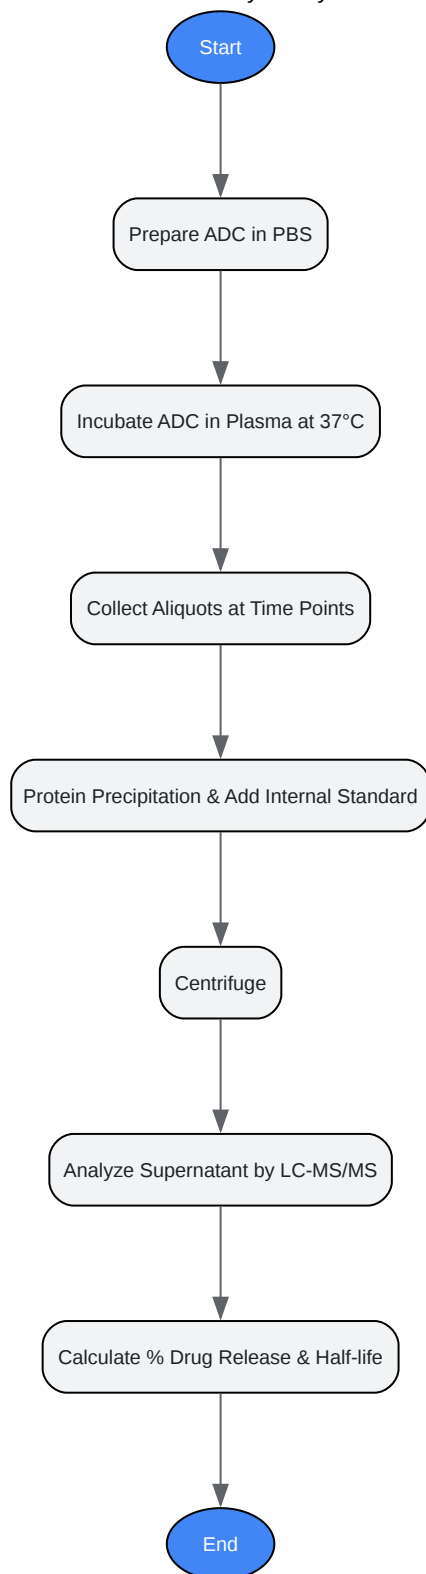 Start
Prepare ADC in PBS
Incubate ADC in Plasma at 37°C
Collect Aliquots at Time Points
Protein Precipitation & Add Internal Standard
Centrifuge
Analyze Supernatant by LC-MS/MS
Calculate % Drug Release & Half-life
End